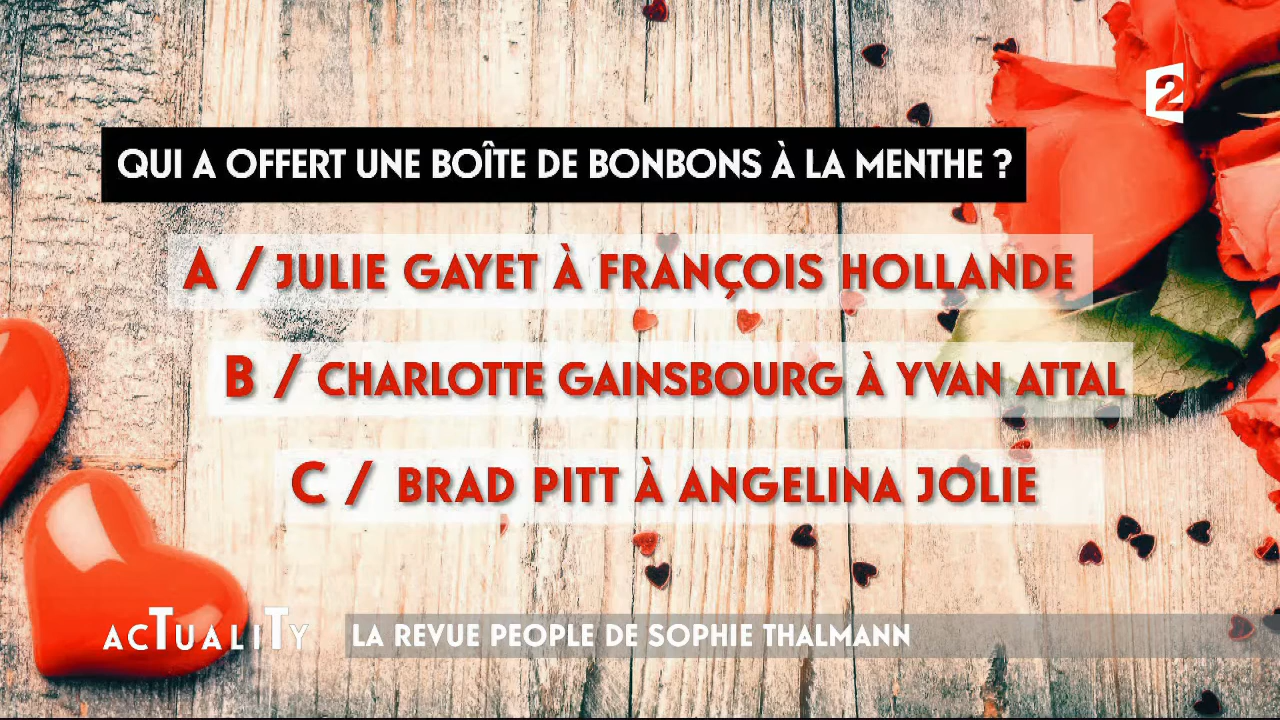 2
QUI A OFFERT UNE BOÎTE DE BONBONS À LA MENTHE ?
A / JULIE GAYET À FRANÇOIS HOLLANDE
B / CHARLOTTE GAINSBOURG À YVAN ATTAL
C / BRAD PITT À ANGELINA JOLIE
ACTUALITY
LA REVUE PEOPLE DE SOPHIE THALMANN